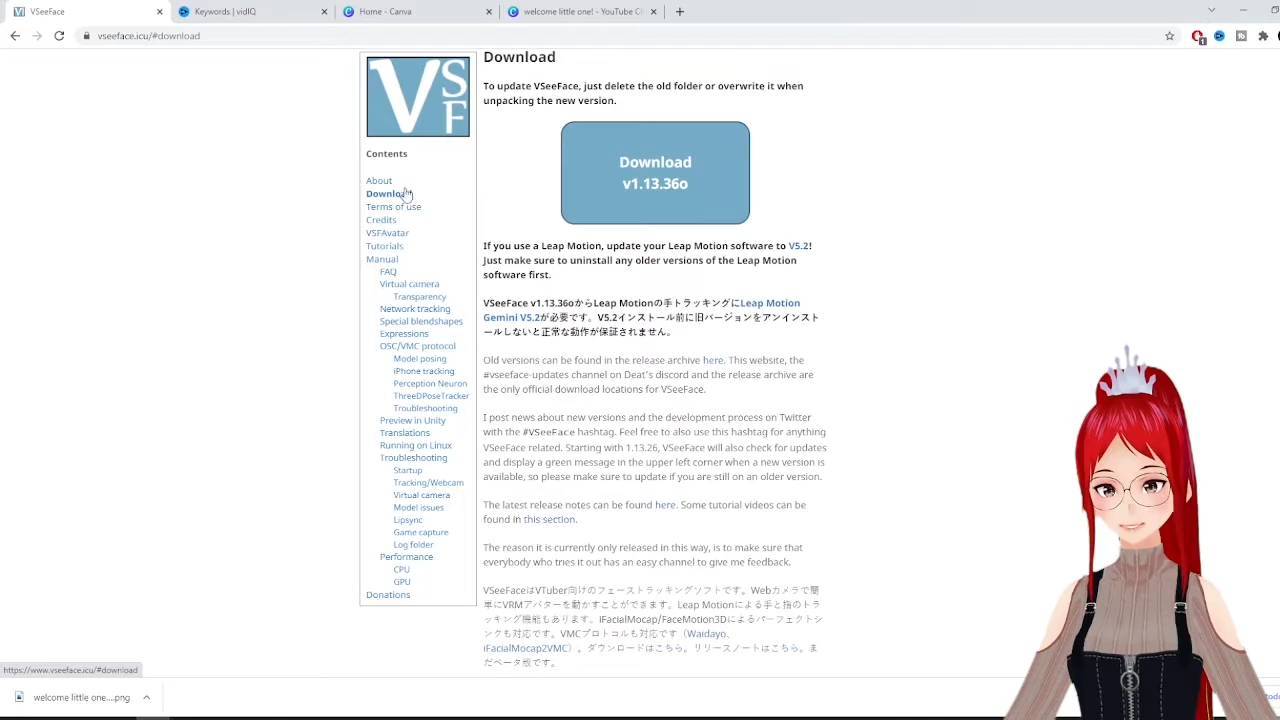 VSeeFace
Keywords | vidIQ
Home - Canva
welcome little one! - YouTube C
vseeface.icu/#download
1
VSF
Contents
About
Download
Terms of use
Credits
VSFAvatar
Tutorials
Manual
FAQ
Virtual camera
Transparency
Network tracking
Special blendshapes
Expressions
OSC/VMC protocol
Model posing
iPhone tracking
Perception Neuron
ThreeDPoseTracker
Troubleshooting
Preview in Unity
Translations
Running on Linux
Troubleshooting
Startup
Tracking/Webcam
Virtual camera
Model issues
Lipsync
Game capture
Log folder
Performance
CPU
GPU
Donations
Download
To update VSeeFace, just delete the old folder or overwrite it when
unpacking the new version.
Download
v1.13.36o
If you use a Leap Motion, update your Leap Motion software to V5.2!
Just make sure to uninstall any older versions of the Leap Motion
software first.
VSeeFace v1.13.36oからLeap Motionの手トラッキングにLeap Motion
Gemini V5.2が必要です。V5.2インストール前に旧バージョンをアンインスト
ールしないと正常な動作が保証されません。
Old versions can be found in the release archive here. This website, the
#vseeface-updates channel on Deat's discord and the release archive are
the only official download locations for VSeeFace.
I post news about new versions and the development process on Twitter
with the #VSeeFace hashtag. Feel free to also use this hashtag for anything
VSeeFace related. Starting with 1.13.26, VSeeFace will also check for updates
and display a green message in the upper left corner when a new version is
available, so please make sure to update if you are still on an older version.
The latest release notes can be found here. Some tutorial videos can be
found in this section.
The reason it is currently only released in this way, is to make sure that
everybody who tries it out has an easy channel to give me feedback.
VSeeFaceはVTuber向けのフェーストラッキングソフトです。Webカメラで簡
単にVRMアバターを動かすことができます。Leap Motionによる手と指のトラ
ッキング機能もあります。iFacialMocap/FaceMotion3Dによるパーフェクトシ
ンクも対応です。VMCプロトコルも対応です（Waidayo、
iFacialMocap2VMC）。ダウンロードはこちら。リリースノートはこちら。ま
だベータ版です。
https://www.vseeface.icu/#download
welcome little one....png